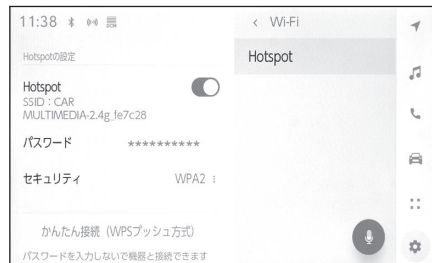 11:38
Hotspotの設定
Hotspot
SSID：CAR
MULTIMEDIA-2.4g_fe7c28
パスワード **********
セキュリティ WPA2
かんたん接続（WPSプッシュ方式）
パスワードを入力しないで機器と接続できます
< Wi-Fi
Hotspot